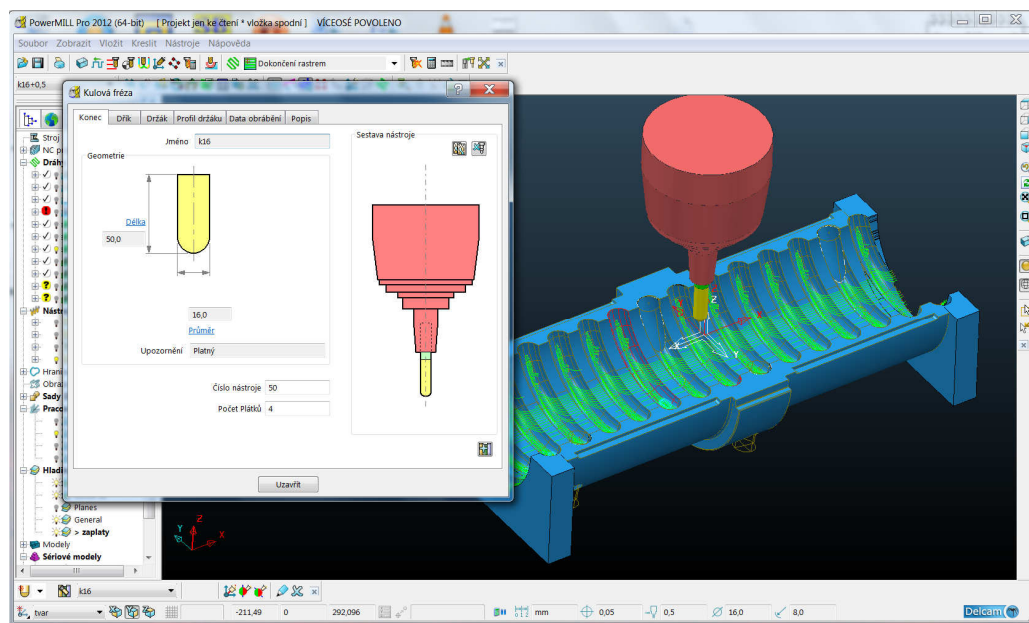 PowerMILL Pro 2012 (64-bit) [ Projekt jen ke čtení * vložka spodní ] VÍCEOSÉ POVOLENO
Soubor Zobrazit Vložit Kreslit Nástroje Nápověda
Dokončení rastrem
k16+0,5
Kulová fréza
Konec Dřík Držák Profil držáku Data obrábění Popis
Jméno k16
Sestava nástroje
Geometrie
Délka
50,0
16,0
Průměr
Upozornění Platný
Číslo nástroje 50
Počet Plátků 4
Uzavřít
Stroj
NC
Dráh
Nástr
Hrani
Obra
Sady
Praco
Hladi
Planes
General
> zaplaty
Modely
Sériové modely
Z
X
Y
Z
Y
X
k16
tvar -211,49 0 292,096 mm 0,05 0,5 16,0 8,0 Delcam